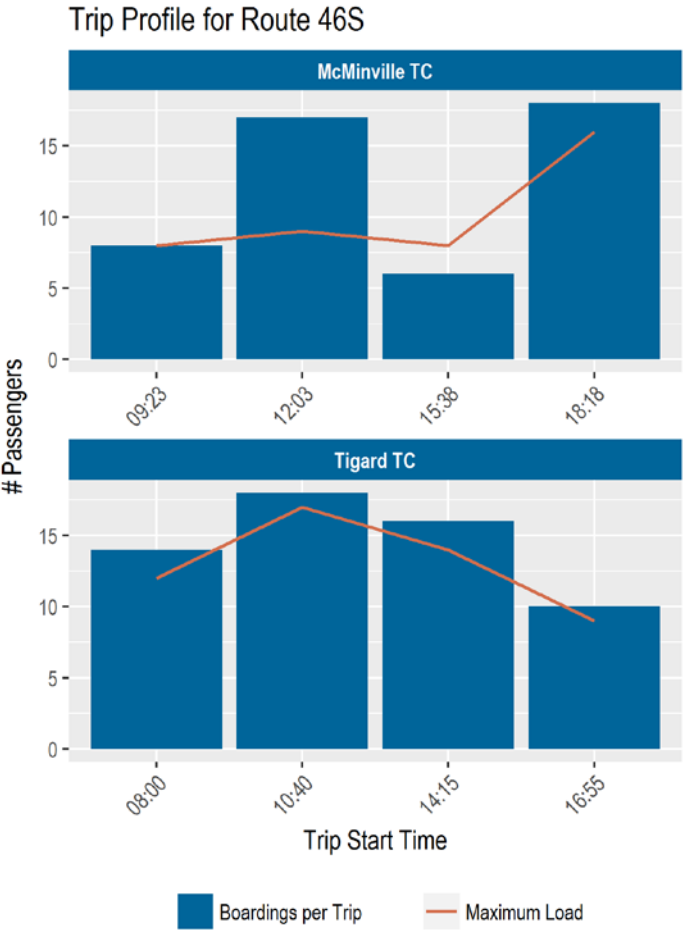 Trip Profile for Route 46S
McMinville TC
15
10
5
0
09:23
12:03
15:38
18:18
# Passengers
Tigard TC
15
10
5
0
08:00
10:40
14:15
16:55
Trip Start Time
Boardings per Trip
Maximum Load